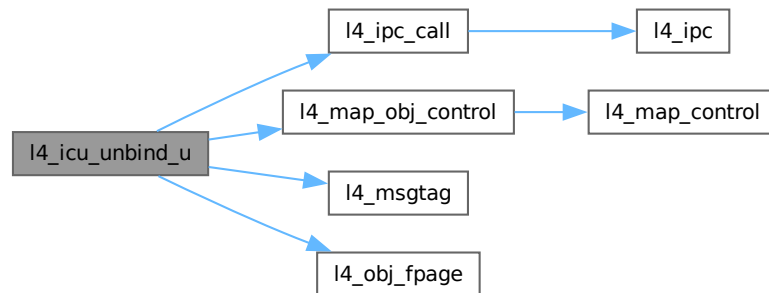 l4_icu_unbind_u
l4_ipc_call
l4_ipc
l4_map_obj_control
l4_map_control
l4_msgtag
l4_obj_fpage